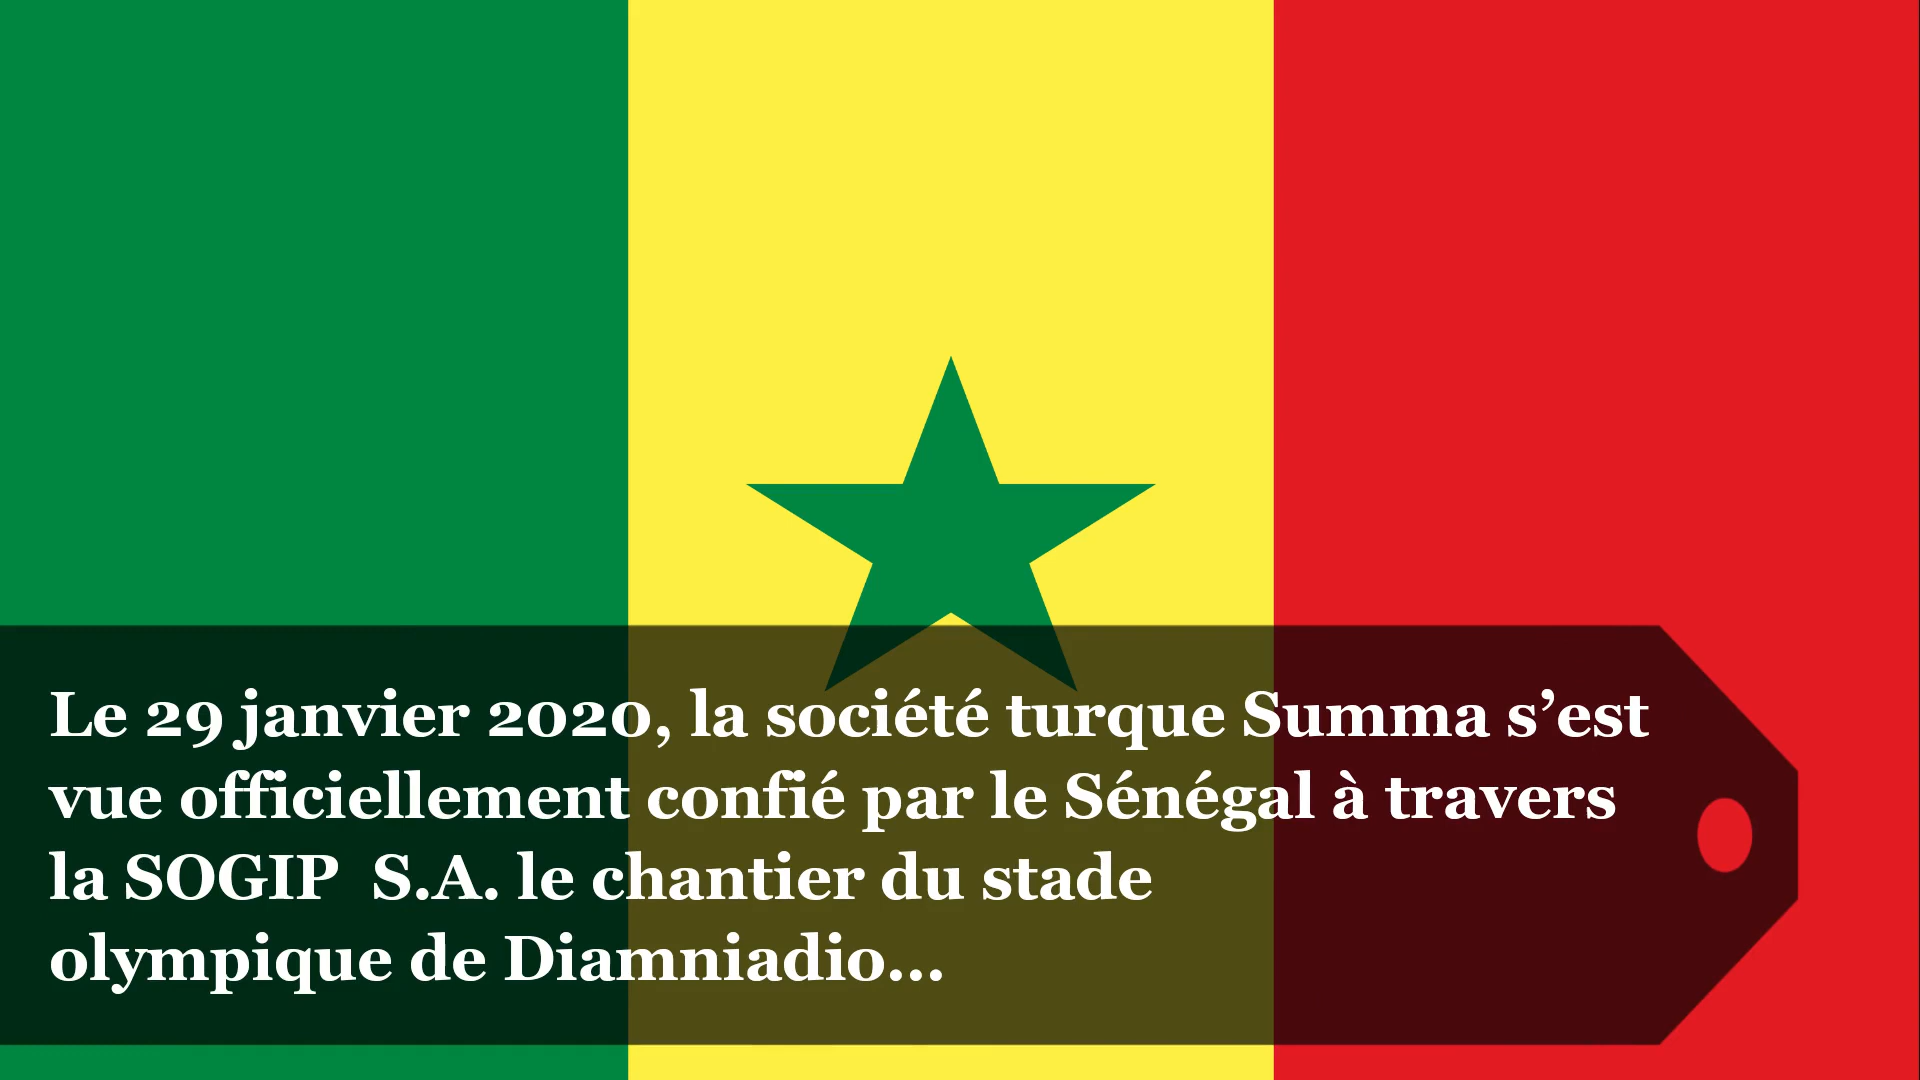 Le 29 janvier 2020, la société turque Summa s’est
vue officiellement confié par le Sénégal à travers
la SOGIP  S.A. le chantier du stade
olympique de Diamniadio...